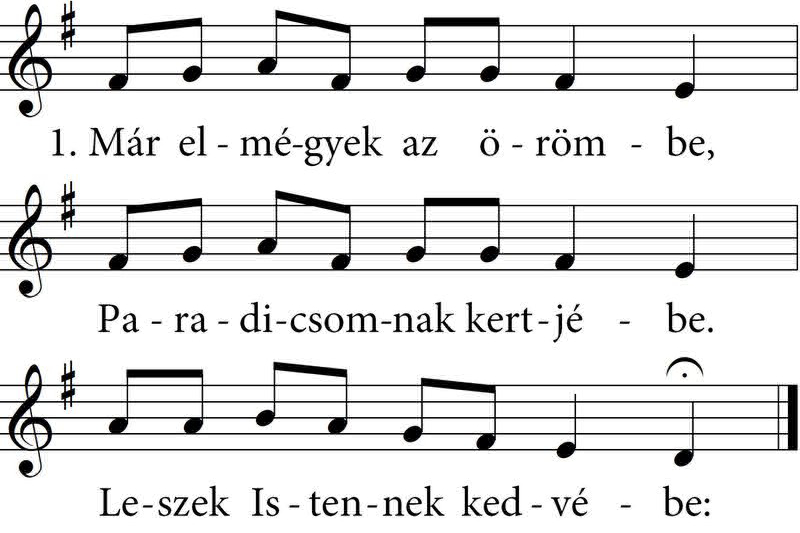 1. Már el - mé-gyek az ö - röm - be,
Pa - ra - di-csom-nak kert-jé - be.
Le-szek Is - ten-nek ked-vé - be: